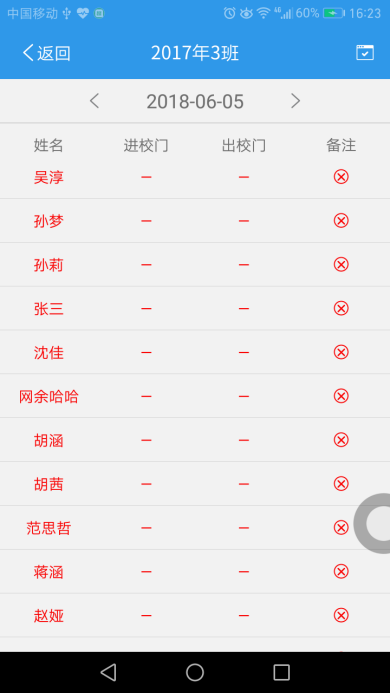 中国移动 60% 16:23
返回 2017年3班
2018-06-05
姓名 进校门 出校门 备注
吴淳 — —
孙梦 — —
孙莉 — —
张三 — —
沈佳 — —
网余哈哈 — —
胡涵 — —
胡茜 — —
范思哲 — —
蒋涵 — —
赵娅 — —